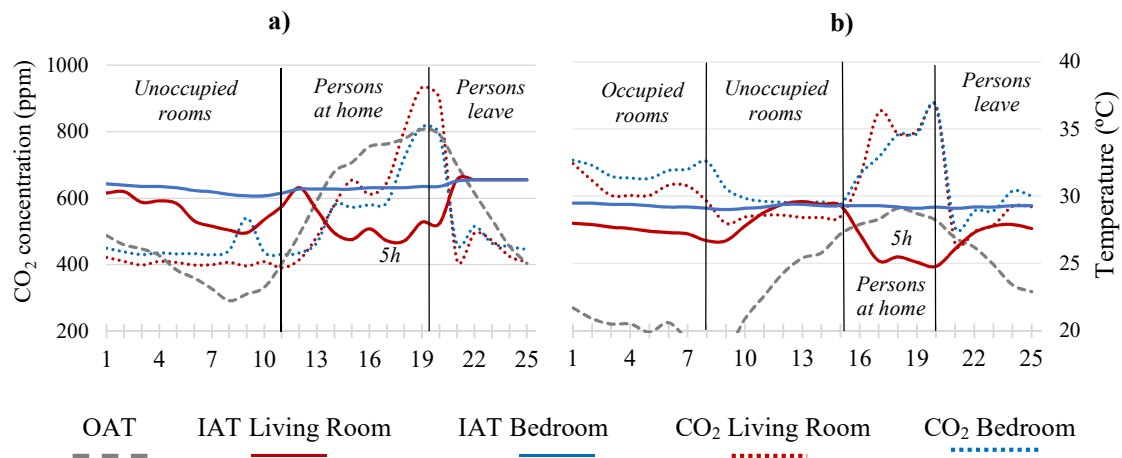 a)
b)
CO₂ concentration (ppm)
1000
800
600
400
200
Unoccupied
rooms
Persons
at home
Persons
leave
5h
1 4 7 10 13 16 19 22 25
Occupied
rooms
Unoccupied
rooms
Persons
leave
5h
Persons
at home
1 4 7 10 13 16 19 22 25
40
35
30
25
20
Temperature (ºC)
OAT IAT Living Room IAT Bedroom CO₂ Living Room CO₂ Bedroom